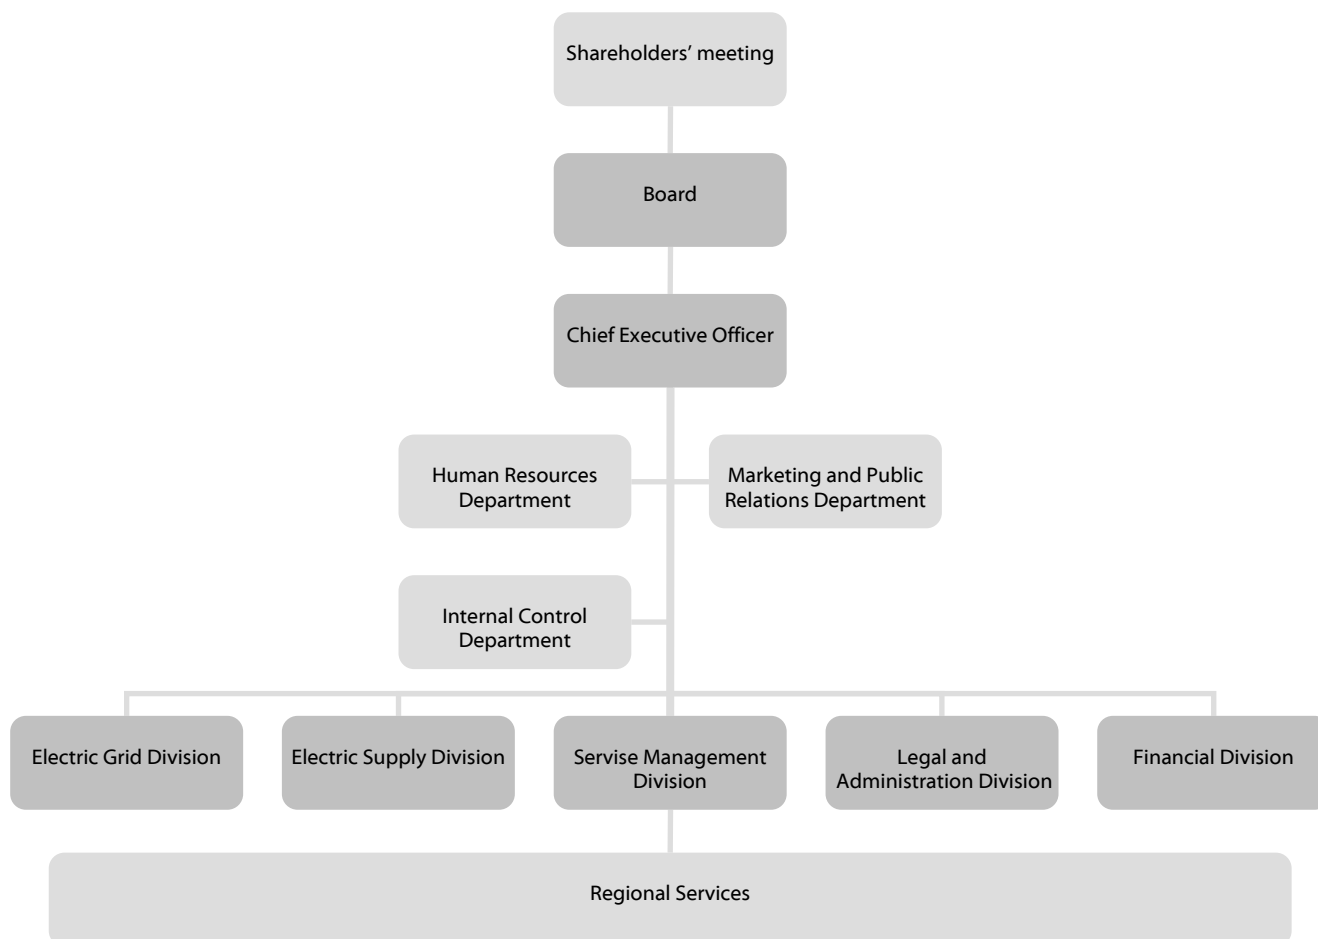 Shareholders’ meeting
Board
Chief Executive Officer
Human Resources
Department
Marketing and Public
Relations Department
Internal Control
Department
Electric Grid Division
Electric Supply Division
Servise Management
Division
Legal and
Administration Division
Financial Division
Regional Services